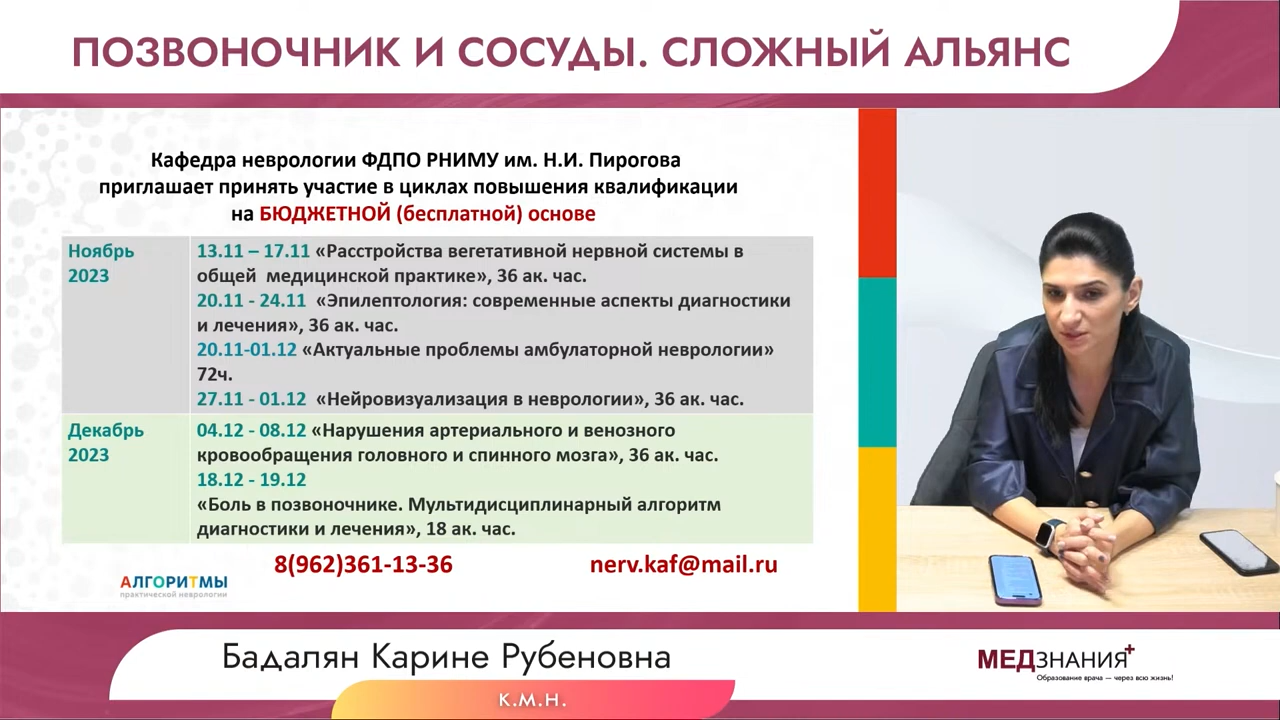 ПОЗВОНОЧНИК И СОСУДЫ. СЛОЖНЫЙ АЛЬЯНС
Кафедра неврологии ФДПО РНИМУ им. Н.И. Пирогова
приглашает принять участие в циклах повышения квалификации
на БЮДЖЕТНОЙ (бесплатной) основе
Ноябрь
2023
13.11 – 17.11 «Расстройства вегетативной нервной системы в
общей медицинской практике», 36 ак. час.
20.11 - 24.11 «Эпилептология: современные аспекты диагностики
и лечения», 36 ак. час.
20.11-01.12 «Актуальные проблемы амбулаторной неврологии»
72ч.
27.11 - 01.12 «Нейровизуализация в неврологии», 36 ак. час.
Декабрь
2023
04.12 - 08.12 «Нарушения артериального и венозного
кровообращения головного и спинного мозга», 36 ак. час.
18.12 - 19.12
«Боль в позвоночнике. Мультидисциплинарный алгоритм
диагностики и лечения», 18 ак. час.
8(962)361-13-36
nerv.kaf@mail.ru
АЛГОРИТМЫ
практической неврологии
Бадалян Карине Рубеновна
К.М.Н.
МЕДЗНАНИЯ+
Образование врача — через всю жизнь!